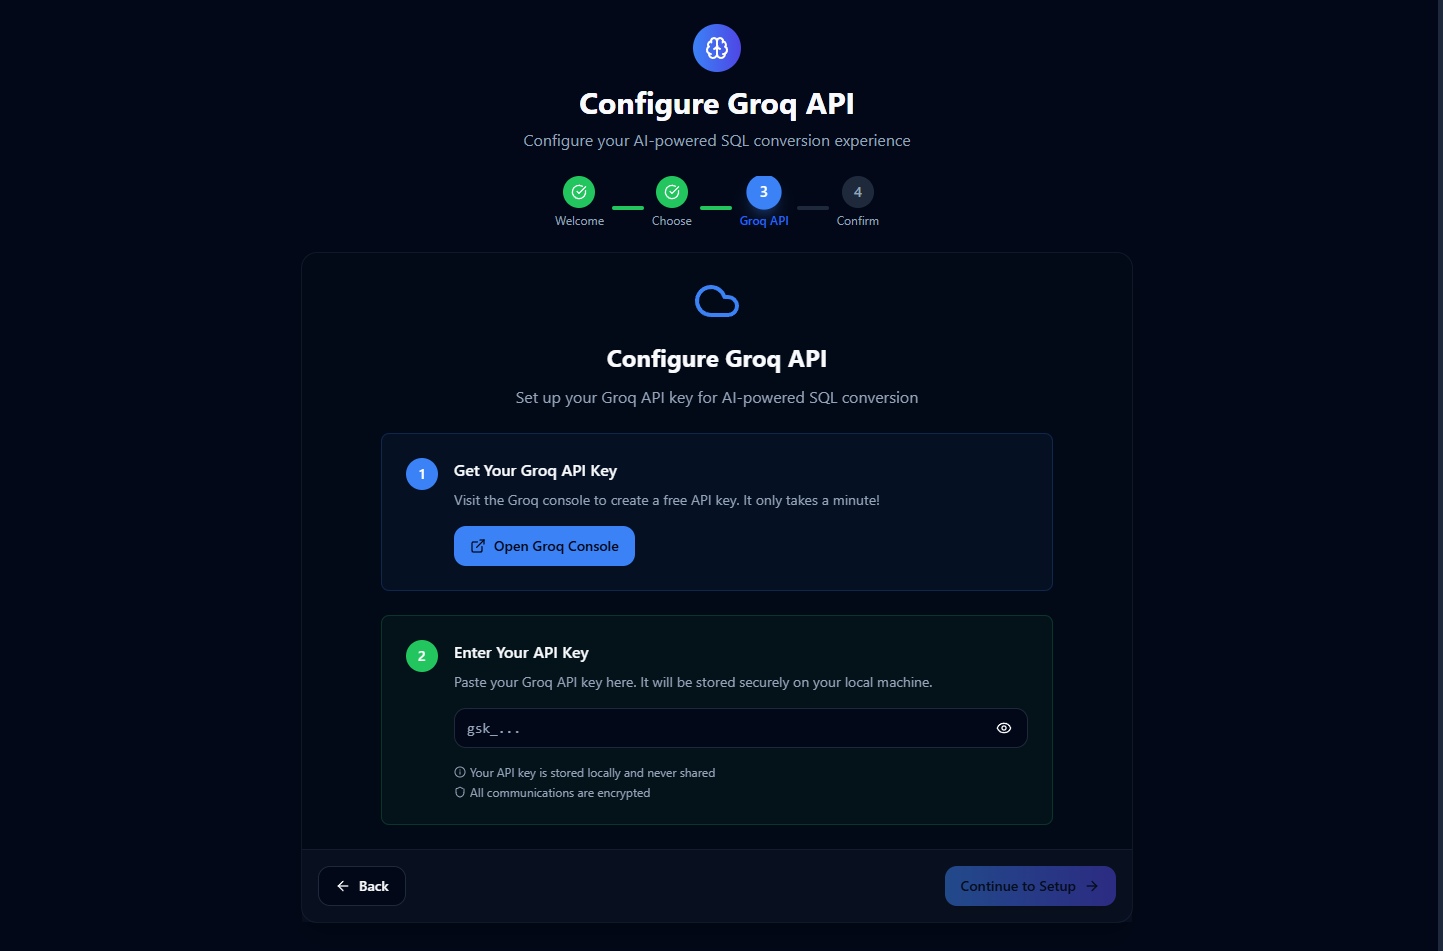 Configure Groq API
Configure your AI-powered SQL conversion experience
3
4
Welcome
Choose
Groq API
Confirm
Configure Groq API
Set up your Groq API key for AI-powered SQL conversion
1
Get Your Groq API Key
Visit the Groq console to create a free API key. It only takes a minute!
Open Groq Console
2
Enter Your API Key
Paste your Groq API key here. It will be stored securely on your local machine.
gsk_...
Your API key is stored locally and never shared
All communications are encrypted
Back
Continue to Setup